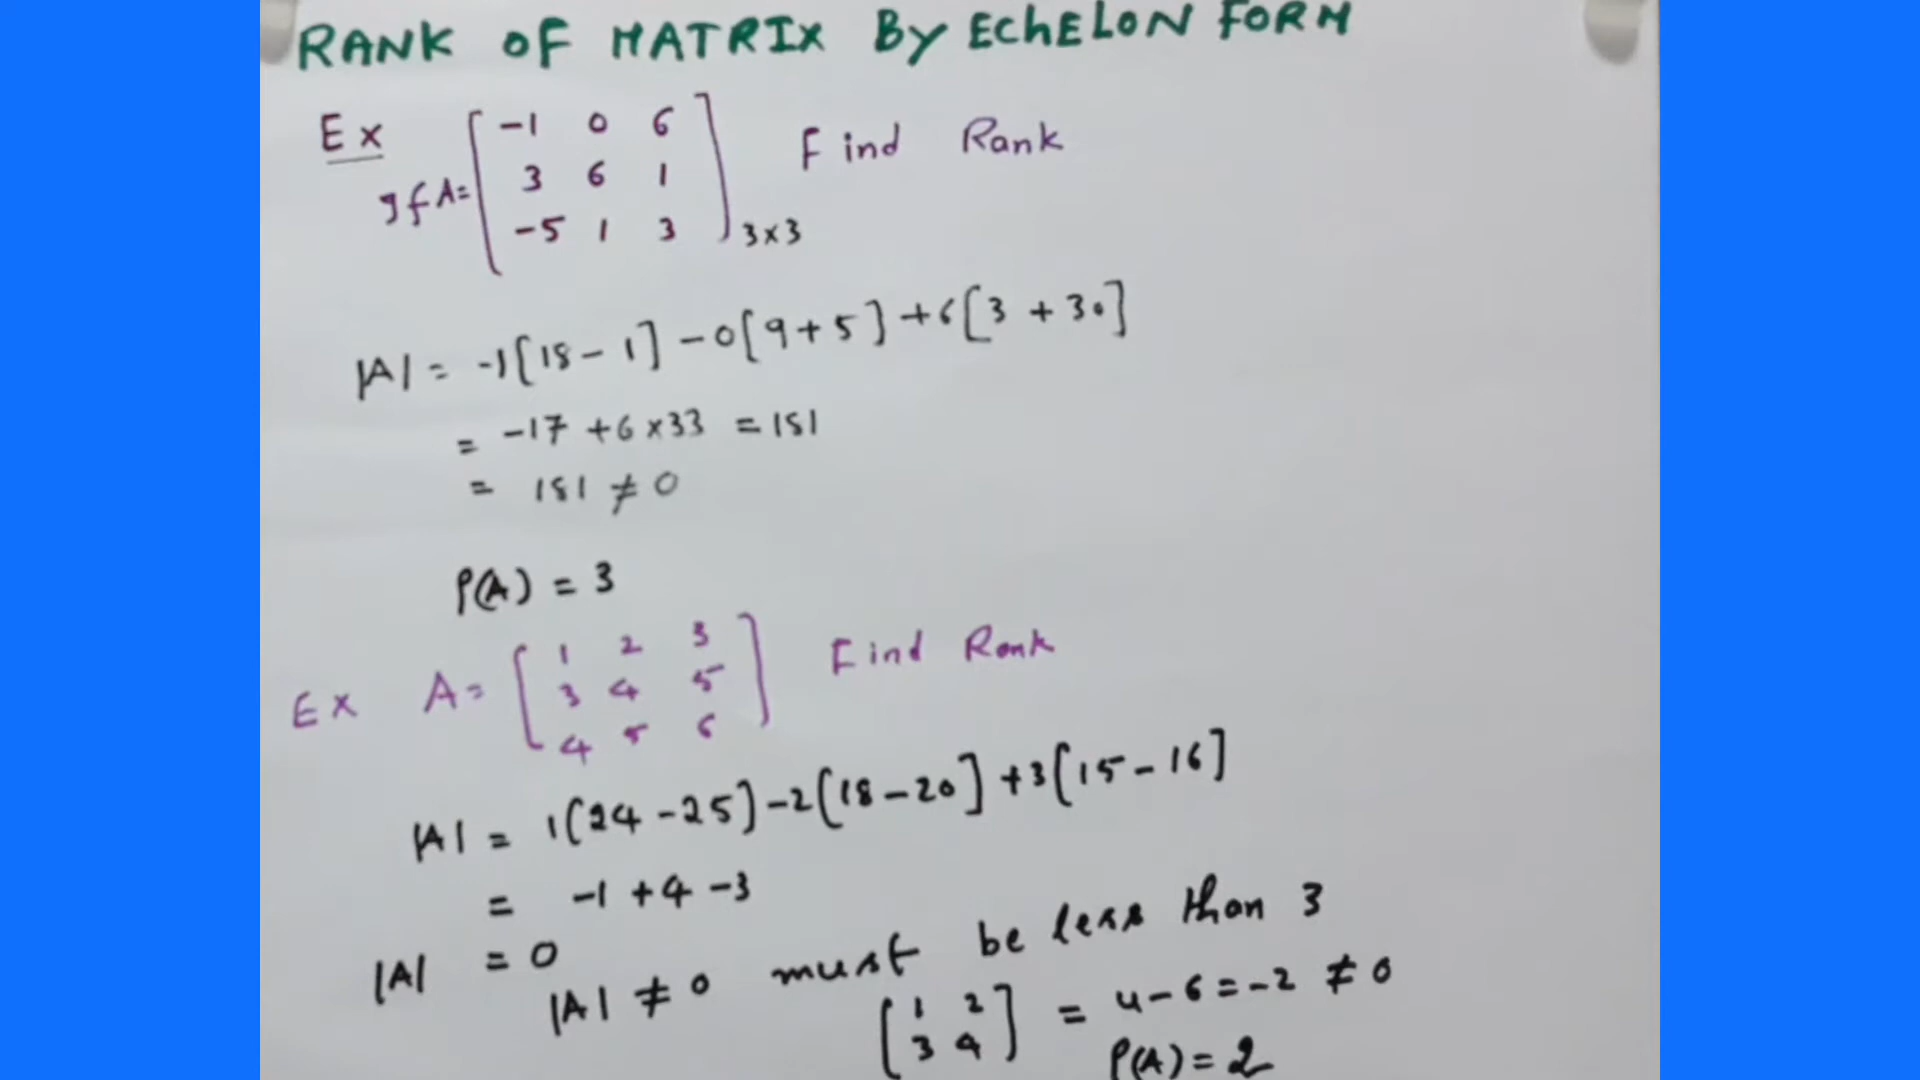 RANK OF MATRIX By EChELON FORM
Ex
If A= [ -1 0 6
3 6 1
-5 1 3 ] 3×3
Find Rank
|A| = -1[18-1] -0[9+5] +6[3+30]
= -17 +6×33 =181
= 181 ≠ 0
ρ(A) = 3
Ex A= [ 1 2 3
3 4 5
4 5 6 ]
Find Rank
|A| = 1(24-25] -2(18-20] +3(15-16]
= -1 +4 -3
|A| = 0
|A| ≠ 0 must be less than 3
[ 1 2
3 4 ] = 4-6=-2 ≠ 0
ρ(A)=2